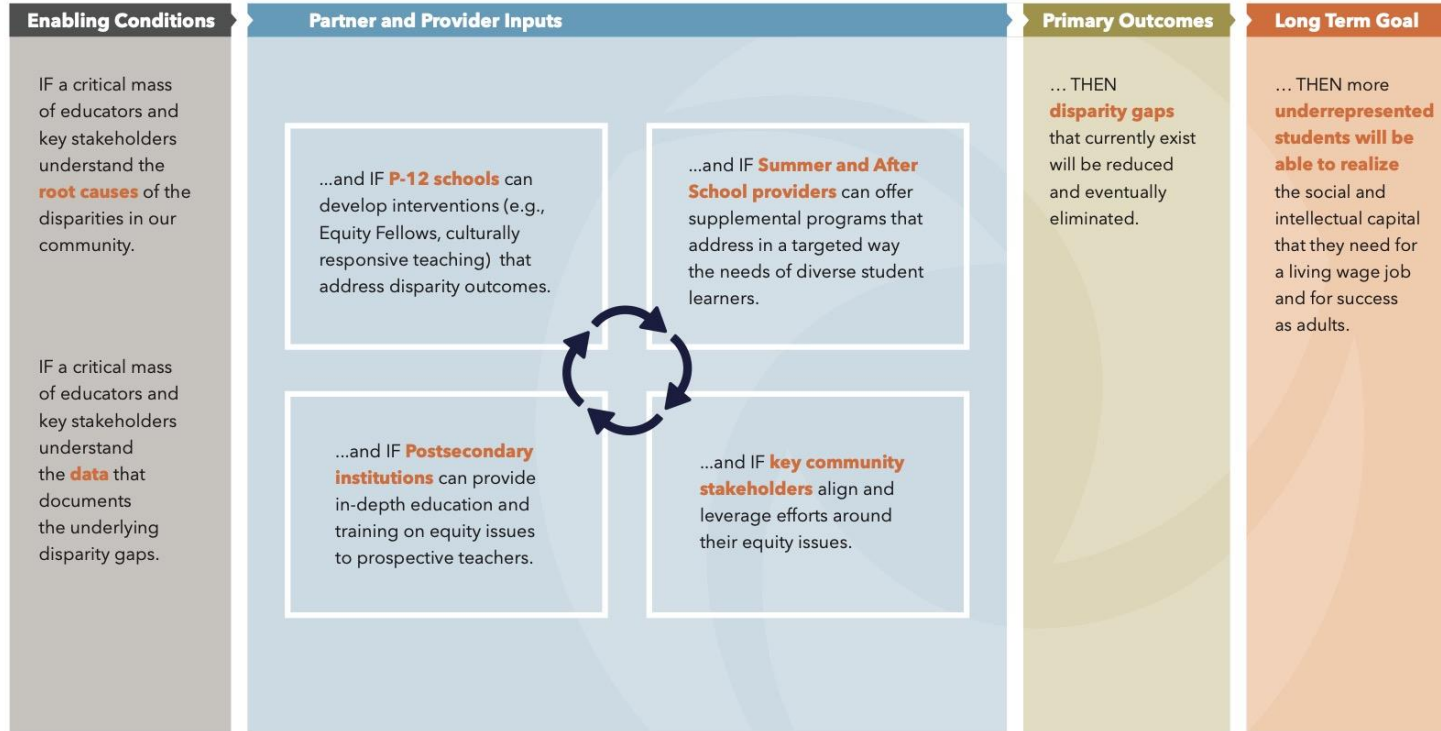 Enabling Conditions
Partner and Provider Inputs
Primary Outcomes
Long Term Goal
IF a critical mass
of educators and
key stakeholders
understand the
root causes of the
disparities in our
community.
IF a critical mass
of educators and
key stakeholders
understand
the data that
documents
the underlying
disparity gaps.
...and IF P-12 schools can
develop interventions (e.g.,
Equity Fellows, culturally
responsive teaching) that
address disparity outcomes.
...and IF Summer and After
School providers can offer
supplemental programs that
address in a targeted way
the needs of diverse student
learners.
...and IF Postsecondary
institutions can provide
in-depth education and
training on equity issues
to prospective teachers.
...and IF key community
stakeholders align and
leverage efforts around
their equity issues.
... THEN
disparity gaps
that currently exist
will be reduced
and eventually
eliminated.
... THEN more
underrepresented
students will be
able to realize
the social and
intellectual capital
that they need for
a living wage job
and for success
as adults.